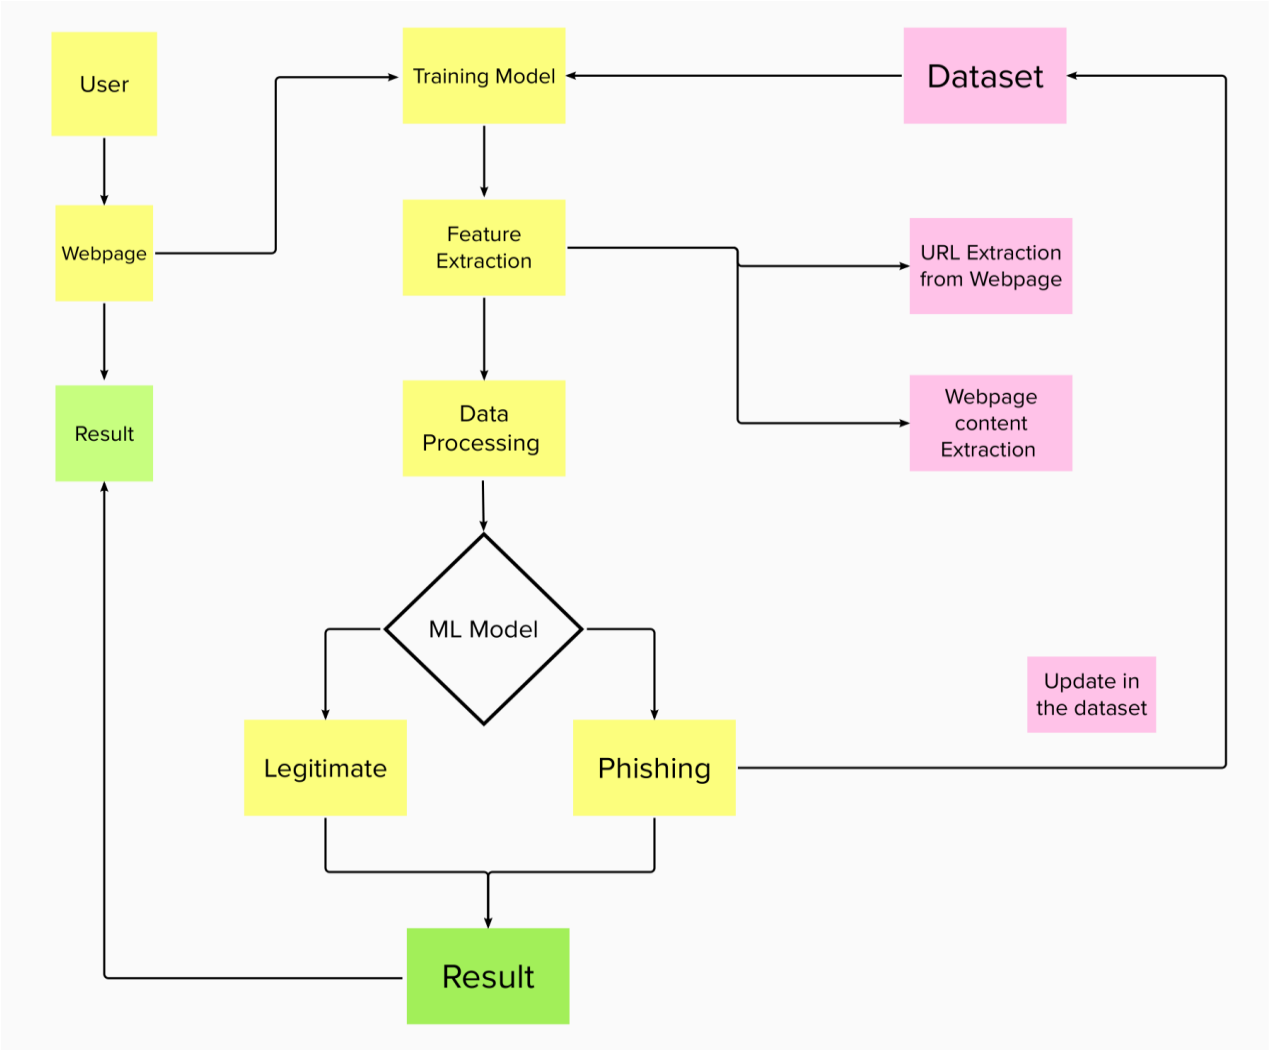 User
Training Model
Dataset
Webpage
Feature
Extraction
URL Extraction
from Webpage
Result
Data
Processing
Webpage
content
Extraction
ML Model
Update in
the dataset
Legitimate
Phishing
Result